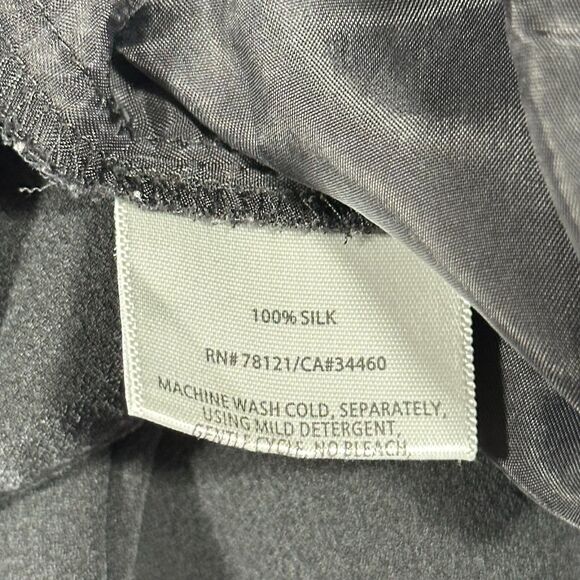 100% SILK
RN# 78121/CA#34460
MACHINE WASH COLD, SEPARATELY,
USING MILD DETERGENT,
GENTLE CYCLE, NO BLEACH,